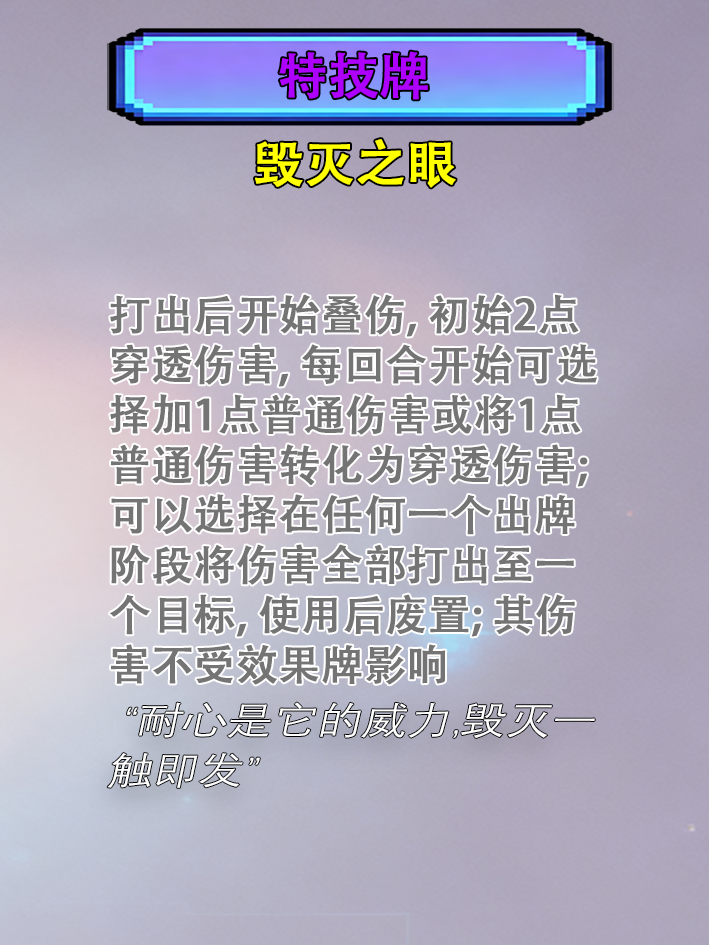 特技牌
毁灭之眼
打出后开始叠伤, 初始2点
穿透伤害, 每回合开始可选
择加1点普通伤害或将1点
普通伤害转化为穿透伤害;
可以选择在任何一个出牌
阶段将伤害全部打出至一
个目标, 使用后废置; 其伤
害不受效果牌影响
“耐心是它的威力,毁灭一
触即发”